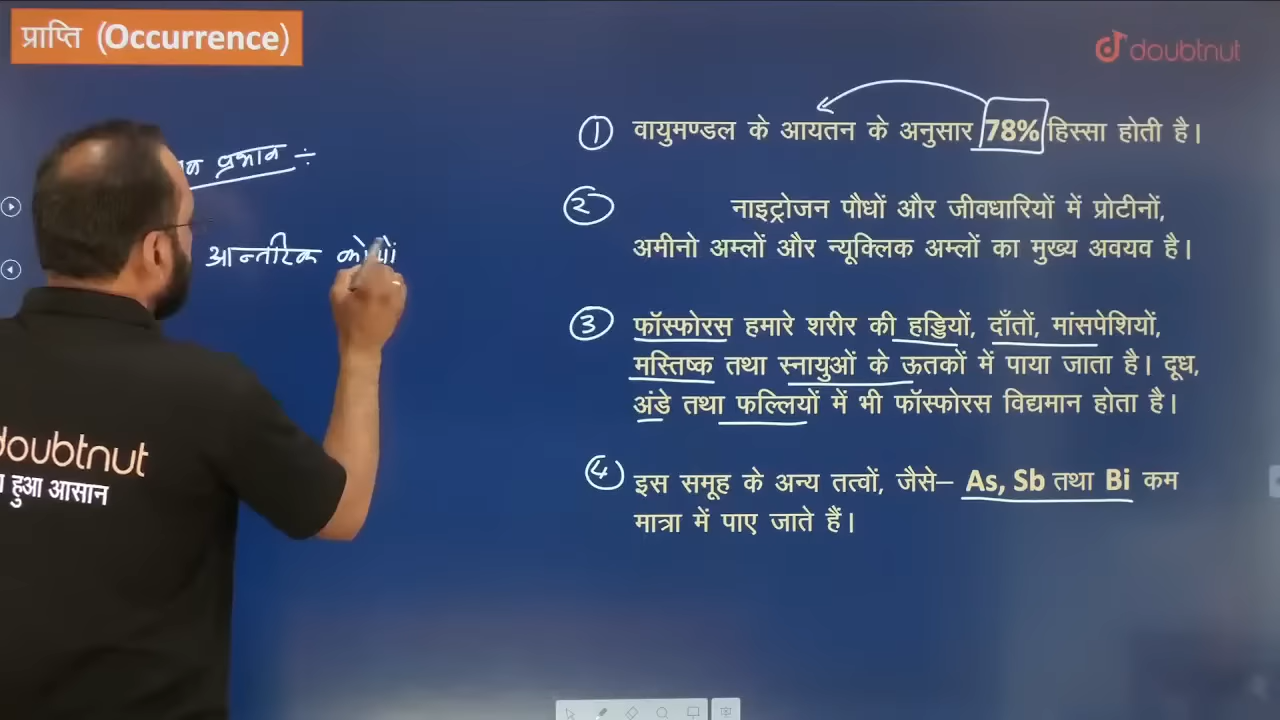 प्राप्ति (Occurrence)
doubtnut
प्रभाव ÷
आन्तरिक
① वायुमण्डल के आयतन के अनुसार 78% हिस्सा होती है।
② नाइट्रोजन पौधों और जीवधारियों में प्रोटीनों,
अमीनो अम्लों और न्यूक्लिक अम्लों का मुख्य अवयव है।
③ फॉस्फोरस हमारे शरीर की हड्डियों, दाँतों, मांसपेशियों,
मस्तिष्क तथा स्नायुओं के ऊतकों में पाया जाता है। दूध,
अंडे तथा फल्लियों में भी फॉस्फोरस विद्यमान होता है।
④ इस समूह के अन्य तत्वों, जैसे– As, Sb तथा Bi कम
मात्रा में पाए जाते हैं।
doubtnut
हुआ आसान